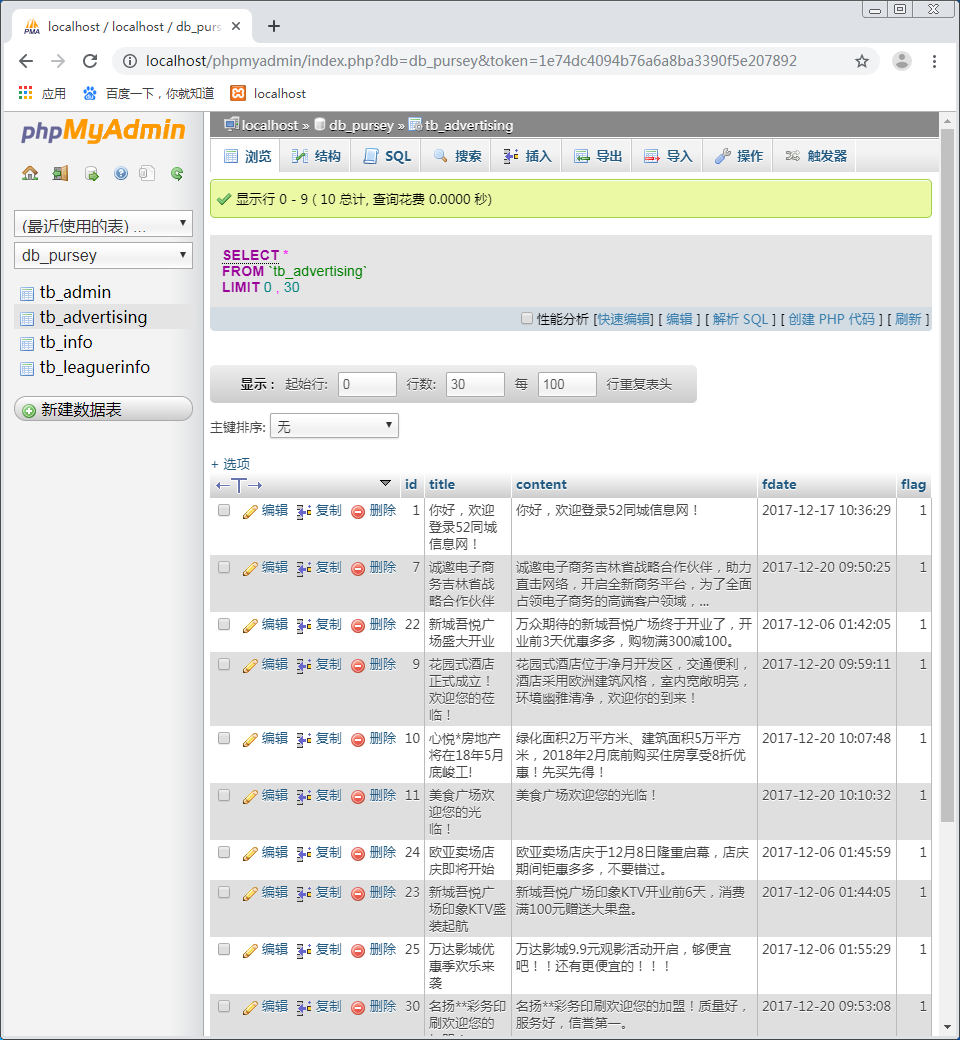 localhost / localhost / db_purs
localhost/phpmyadmin/index.php?db=db_pursey&token=1e74dc4094b76a6a8ba3390f5e207892
应用 百度一下，你就知道 localhost
phpMyAdmin
(最近使用的表) ...
db_pursey
tb_admin
tb_advertising
tb_info
tb_leaguerinfo
新建数据表
localhost » db_pursey » tb_advertising
浏览 结构 SQL 搜索 插入 导出 导入 操作 触发器
显示行 0 - 9 ( 10 总计, 查询花费 0.0000 秒)
SELECT *
FROM `tb_advertising`
LIMIT 0 , 30
性能分析 [快速编辑] [ 编辑 ] [ 解析 SQL ] [ 创建 PHP 代码 ] [ 刷新 ]
显示： 起始行: 0 行数: 30 每 100 行重复表头
主键排序: 无
+ 选项
←T→ id title content fdate flag
编辑 复制 删除 1 你好，欢迎 你好，欢迎登录52同城信息网！ 2017-12-17 10:36:29 1
登录52同城
信息网！
编辑 复制 删除 7 诚邀电子商 诚邀电子商务吉林省战略合作伙伴，助力 2017-12-20 09:50:25 1
务吉林省战 直击网络，开启全新商务平台，为了全面
略合作伙伴 占领电子商务的高端客户领域，...
编辑 复制 删除 22 新城吾悦广 万众期待的新城吾悦广场终于开业了，开 2017-12-06 01:42:05 1
场盛大开业 业前3天优惠多多，购物满300减100。
编辑 复制 删除 9 花园式酒店 花园式酒店位于净月开发区，交通便利， 2017-12-20 09:59:11 1
正式成立！ 酒店采用欧洲建筑风格，室内宽敞明亮，
欢迎您的莅 环境幽雅清净，欢迎你的到来！
临！
编辑 复制 删除 10 心悦*房地产 绿化面积2万平方米、建筑面积5万平方 2017-12-20 10:07:48 1
将在18年5月 米，2018年2月底前购买住房享受8折优
底峻工! 惠！先买先得！
编辑 复制 删除 11 美食广场欢 美食广场欢迎您的光临！ 2017-12-20 10:10:32 1
迎您的光
临！
编辑 复制 删除 24 欧亚卖场店 欧亚卖场店庆于12月8日隆重启幕，店庆 2017-12-06 01:45:59 1
庆即将开始 期间钜惠多多，不要错过。
编辑 复制 删除 23 新城吾悦广 新城吾悦广场印象KTV开业前6天，消费 2017-12-06 01:44:05 1
场印象KTV盛 满100元赠送大果盘。
装起航
编辑 复制 删除 25 万达影城优 万达影城9.9元观影活动开启，够便宜 2017-12-06 01:55:29 1
惠季欢乐来 吧！！还有更便宜的！！！
袭
编辑 复制 删除 30 名扬**彩务印 名扬**彩务印刷欢迎您的加盟！质量好， 2017-12-20 09:53:08 1
刷欢迎您的 服务好，信誉第一。